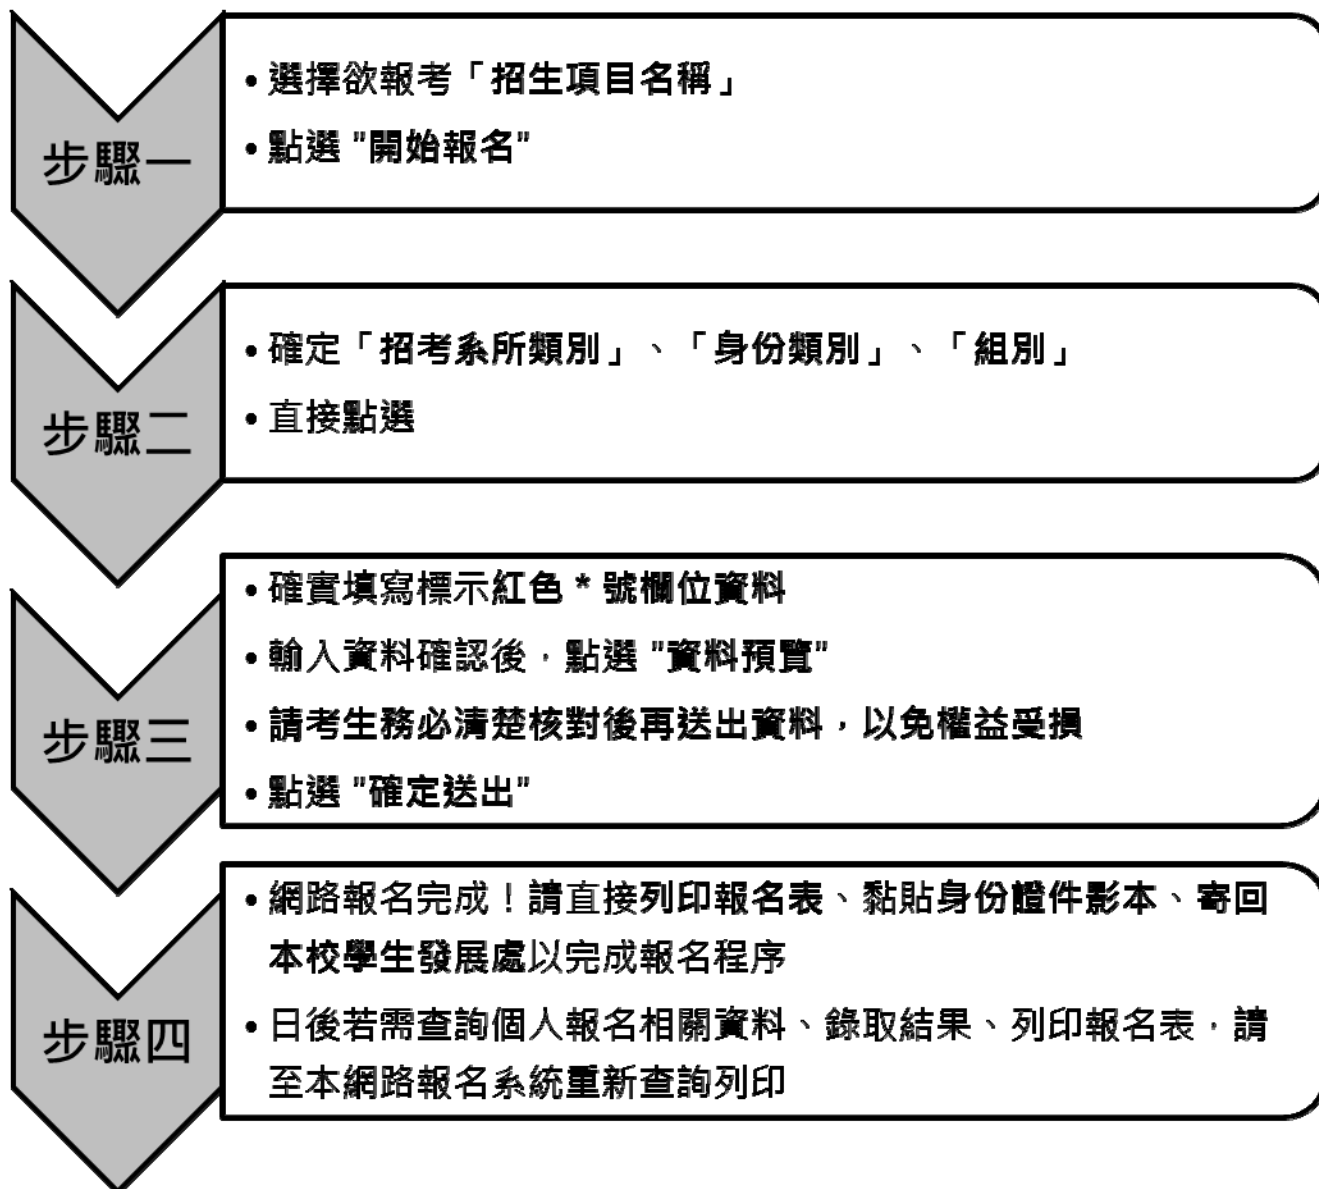 步驟一
• 選擇欲報考「招生項目名稱」
• 點選 "開始報名"
步驟二
• 確定「招考系所類別」、「身份類別」、「組別」
• 直接點選
步驟三
• 確實填寫標示紅色 * 號欄位資料
• 輸入資料確認後，點選 "資料預覽"
• 請考生務必清楚核對後再送出資料，以免權益受損
• 點選 "確定送出"
步驟四
• 網路報名完成！請直接列印報名表、黏貼身份證件影本、寄回
本校學生發展處以完成報名程序
• 日後若需查詢個人報名相關資料、錄取結果、列印報名表，請
至本網路報名系統重新查詢列印